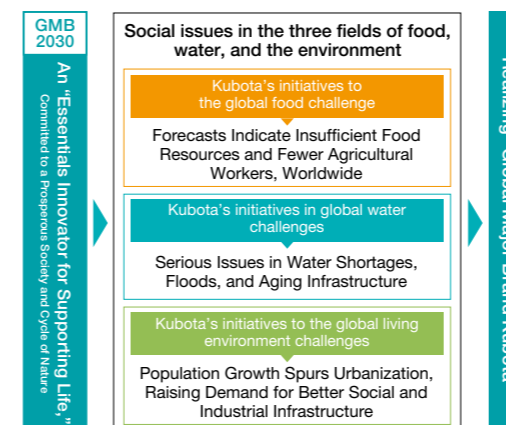 GMB
2030
An "Essentials Innovator for Supporting Life,"
Committed to a Prosperous Society and Cycle of Nature
Social issues in the three fields of food,
water, and the environment
Kubota's initiatives to
the global food challenge
Forecasts Indicate Insufficient Food
Resources and Fewer Agricultural
Workers, Worldwide
Kubota's initiatives in global water
challenges
Serious Issues in Water Shortages,
Floods, and Aging Infrastructure
Kubota's initiatives to the global living
environment challenges
Population Growth Spurs Urbanization,
Raising Demand for Better Social and
Industrial Infrastructure